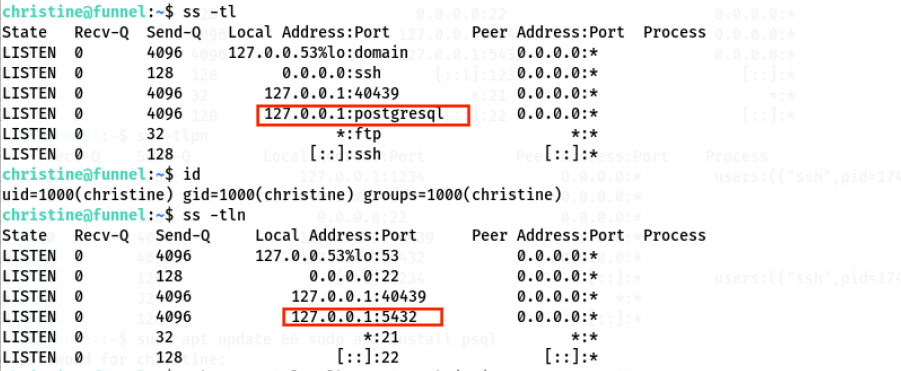 christine@funnel:~$ ss -tl
State Recv-Q Send-Q Local Address:Port Peer Address:Port Process
LISTEN 0 4096 127.0.0.53%lo:domain 0.0.0.0:*
LISTEN 0 128 0.0.0.0:ssh 0.0.0.0:*
LISTEN 0 4096 127.0.0.1:40439 0.0.0.0:*
LISTEN 0 4096 127.0.0.1:postgresql 0.0.0.0:*
LISTEN 0 32 *:ftp *:*
LISTEN 0 128 [::]:ssh [::]:*
christine@funnel:~$ id
uid=1000(christine) gid=1000(christine) groups=1000(christine)
christine@funnel:~$ ss -tln
State Recv-Q Send-Q Local Address:Port Peer Address:Port Process
LISTEN 0 4096 127.0.0.53%lo:53 0.0.0.0:*
LISTEN 0 128 0.0.0.0:22 0.0.0.0:*
LISTEN 0 4096 127.0.0.1:40439 0.0.0.0:*
LISTEN 0 4096 127.0.0.1:5432 0.0.0.0:*
LISTEN 0 32 *:21 *:*
LISTEN 0 128 [::]:22 [::]:*